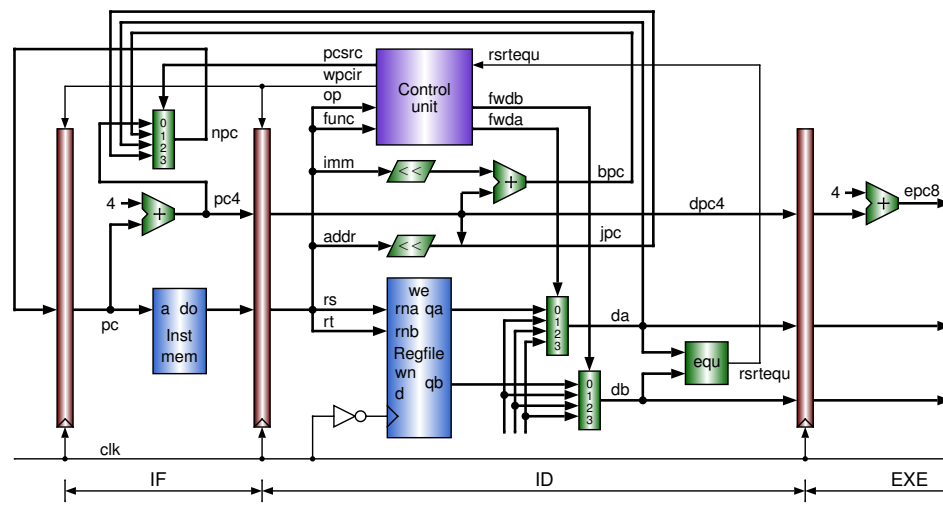 pcsrc
wpcir
op
func
Control
unit
rsrtequ
fwdb
fwda
0
1
2
3
npc
imm
<<
+
bpc
4
+
pc4
dpc4
4
+
epc8
addr
<<
jpc
pc
a do
Inst
mem
rs
rt
we
rna qa
rnb
Regfile
wn
qb
d
0
1
2
3
da
equ
rsrtequ
0
1
2
3
db
clk
IF
ID
EXE